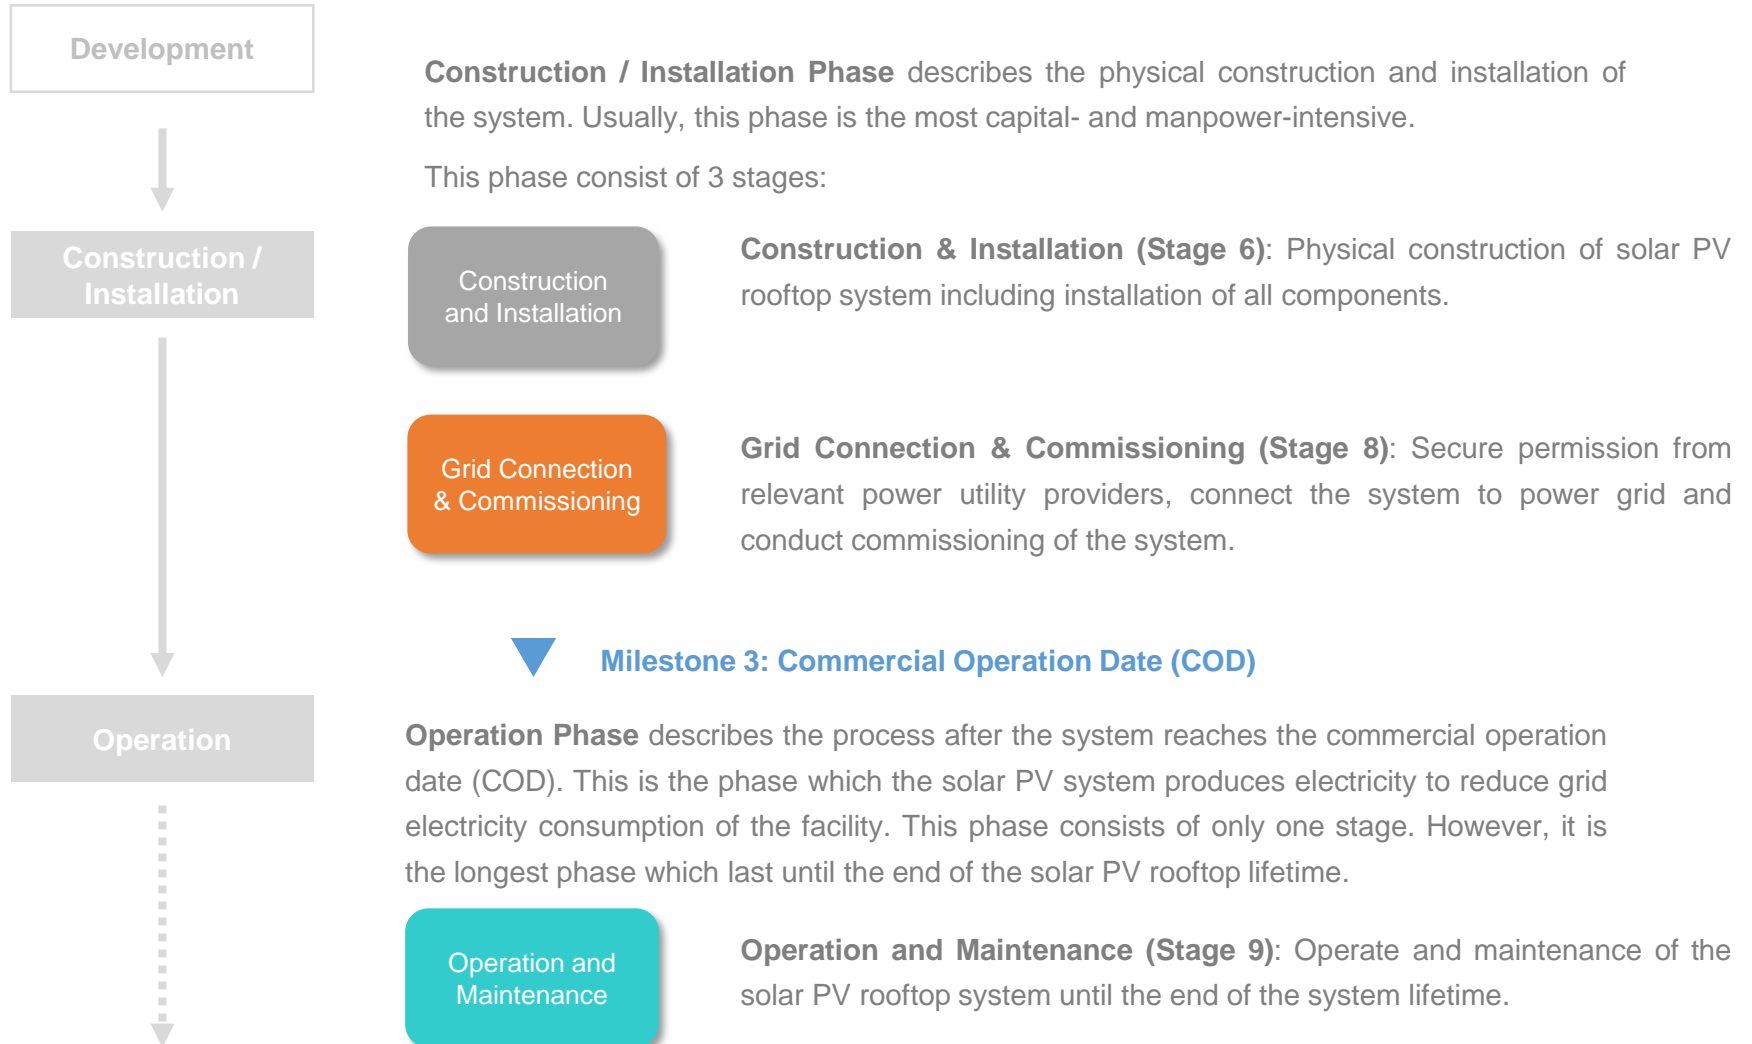 Development
Construction / Installation Phase describes the physical construction and installation of
the system. Usually, this phase is the most capital- and manpower-intensive.
This phase consist of 3 stages:
Construction /
Installation
Construction
and Installation
Construction & Installation (Stage 6): Physical construction of solar PV
rooftop system including installation of all components.
Grid Connection
& Commissioning
Grid Connection & Commissioning (Stage 8): Secure permission from
relevant power utility providers, connect the system to power grid and
conduct commissioning of the system.
Milestone 3: Commercial Operation Date (COD)
Operation
Operation Phase describes the process after the system reaches the commercial operation
date (COD). This is the phase which the solar PV system produces electricity to reduce grid
electricity consumption of the facility. This phase consists of only one stage. However, it is
the longest phase which last until the end of the solar PV rooftop lifetime.
Operation and
Maintenance
Operation and Maintenance (Stage 9): Operate and maintenance of the
solar PV rooftop system until the end of the system lifetime.